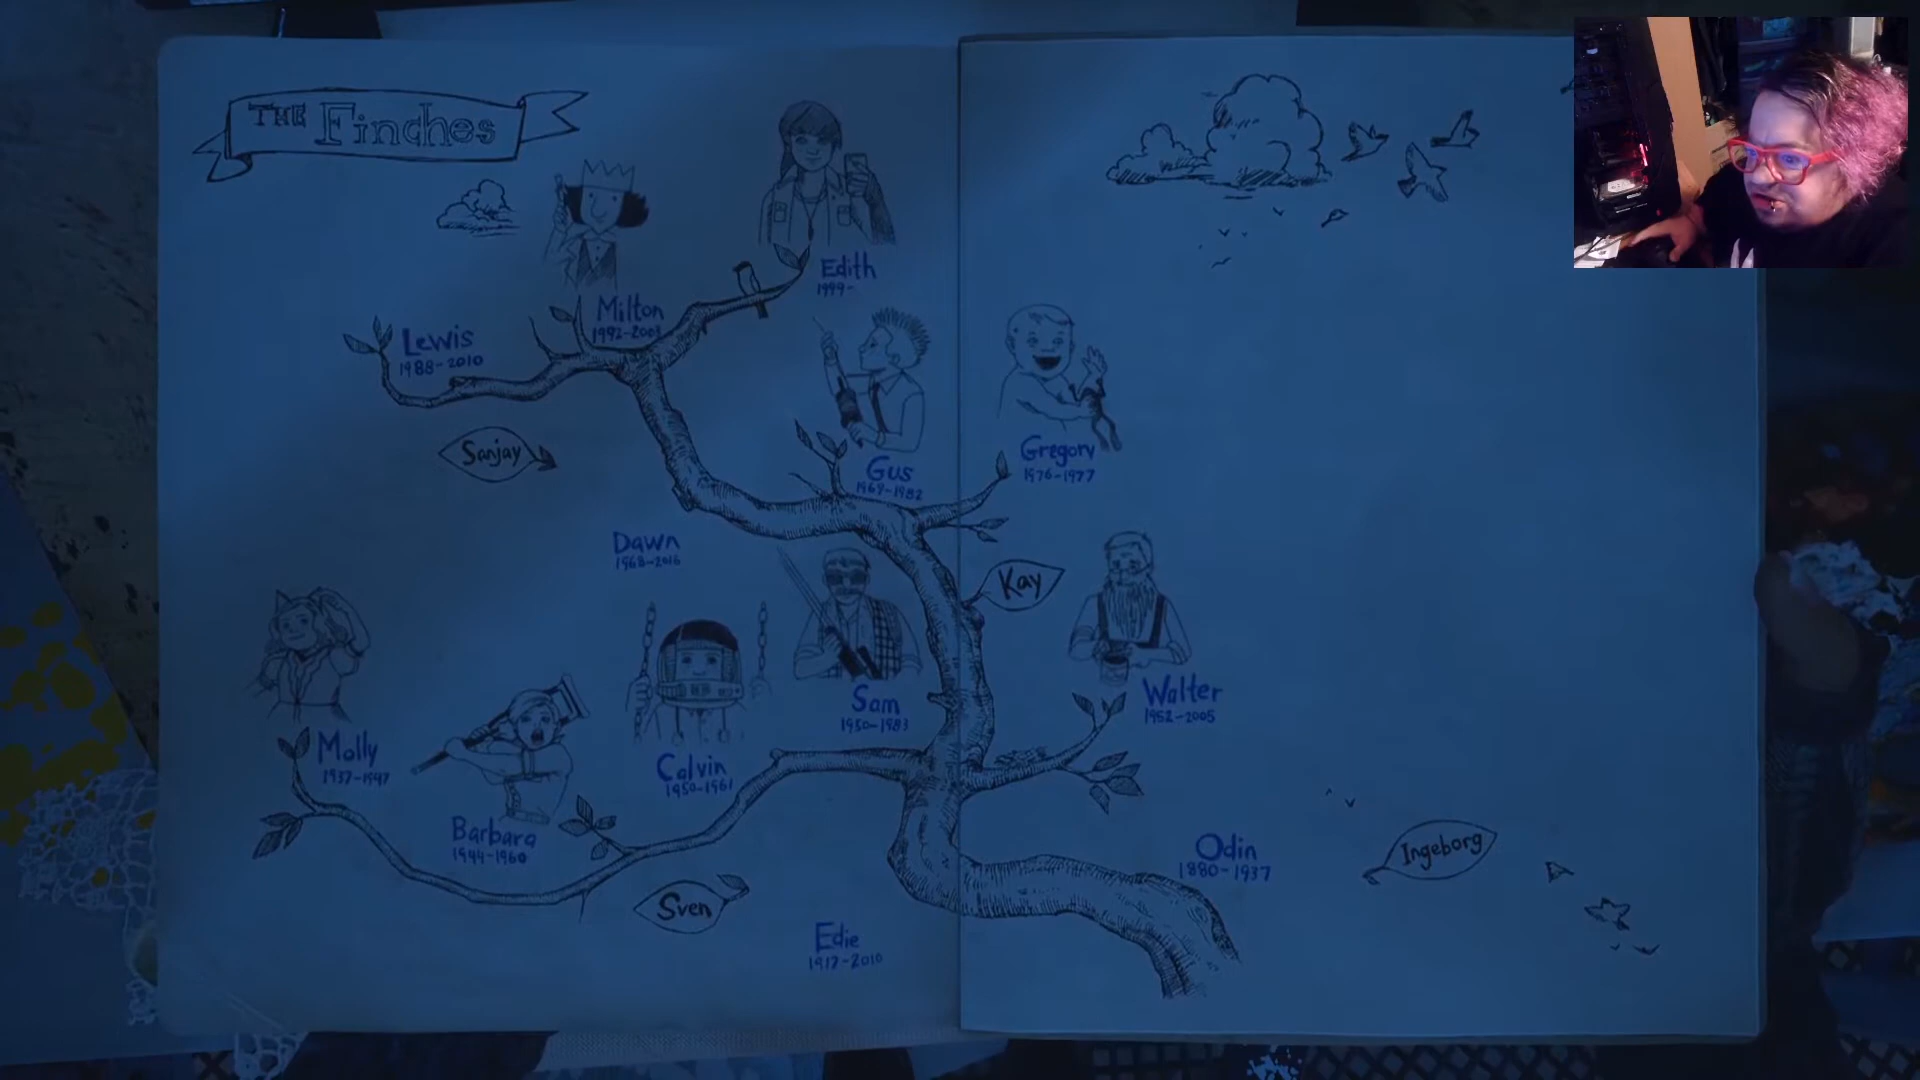 THE Finches
Edith
1999-
Milton
1992-2003
Lewis
1988-2010
Sanjay
Gus
1969-1982
Gregory
1976-1977
Dawn
1968-2016
Kay
Sam
1950-1983
Walter
1952-2005
Molly
1937-1947
Calvin
1950-1961
Barbara
1944-1960
Sven
Odin
1880-1937
Ingeborg
Edie
1917-2010